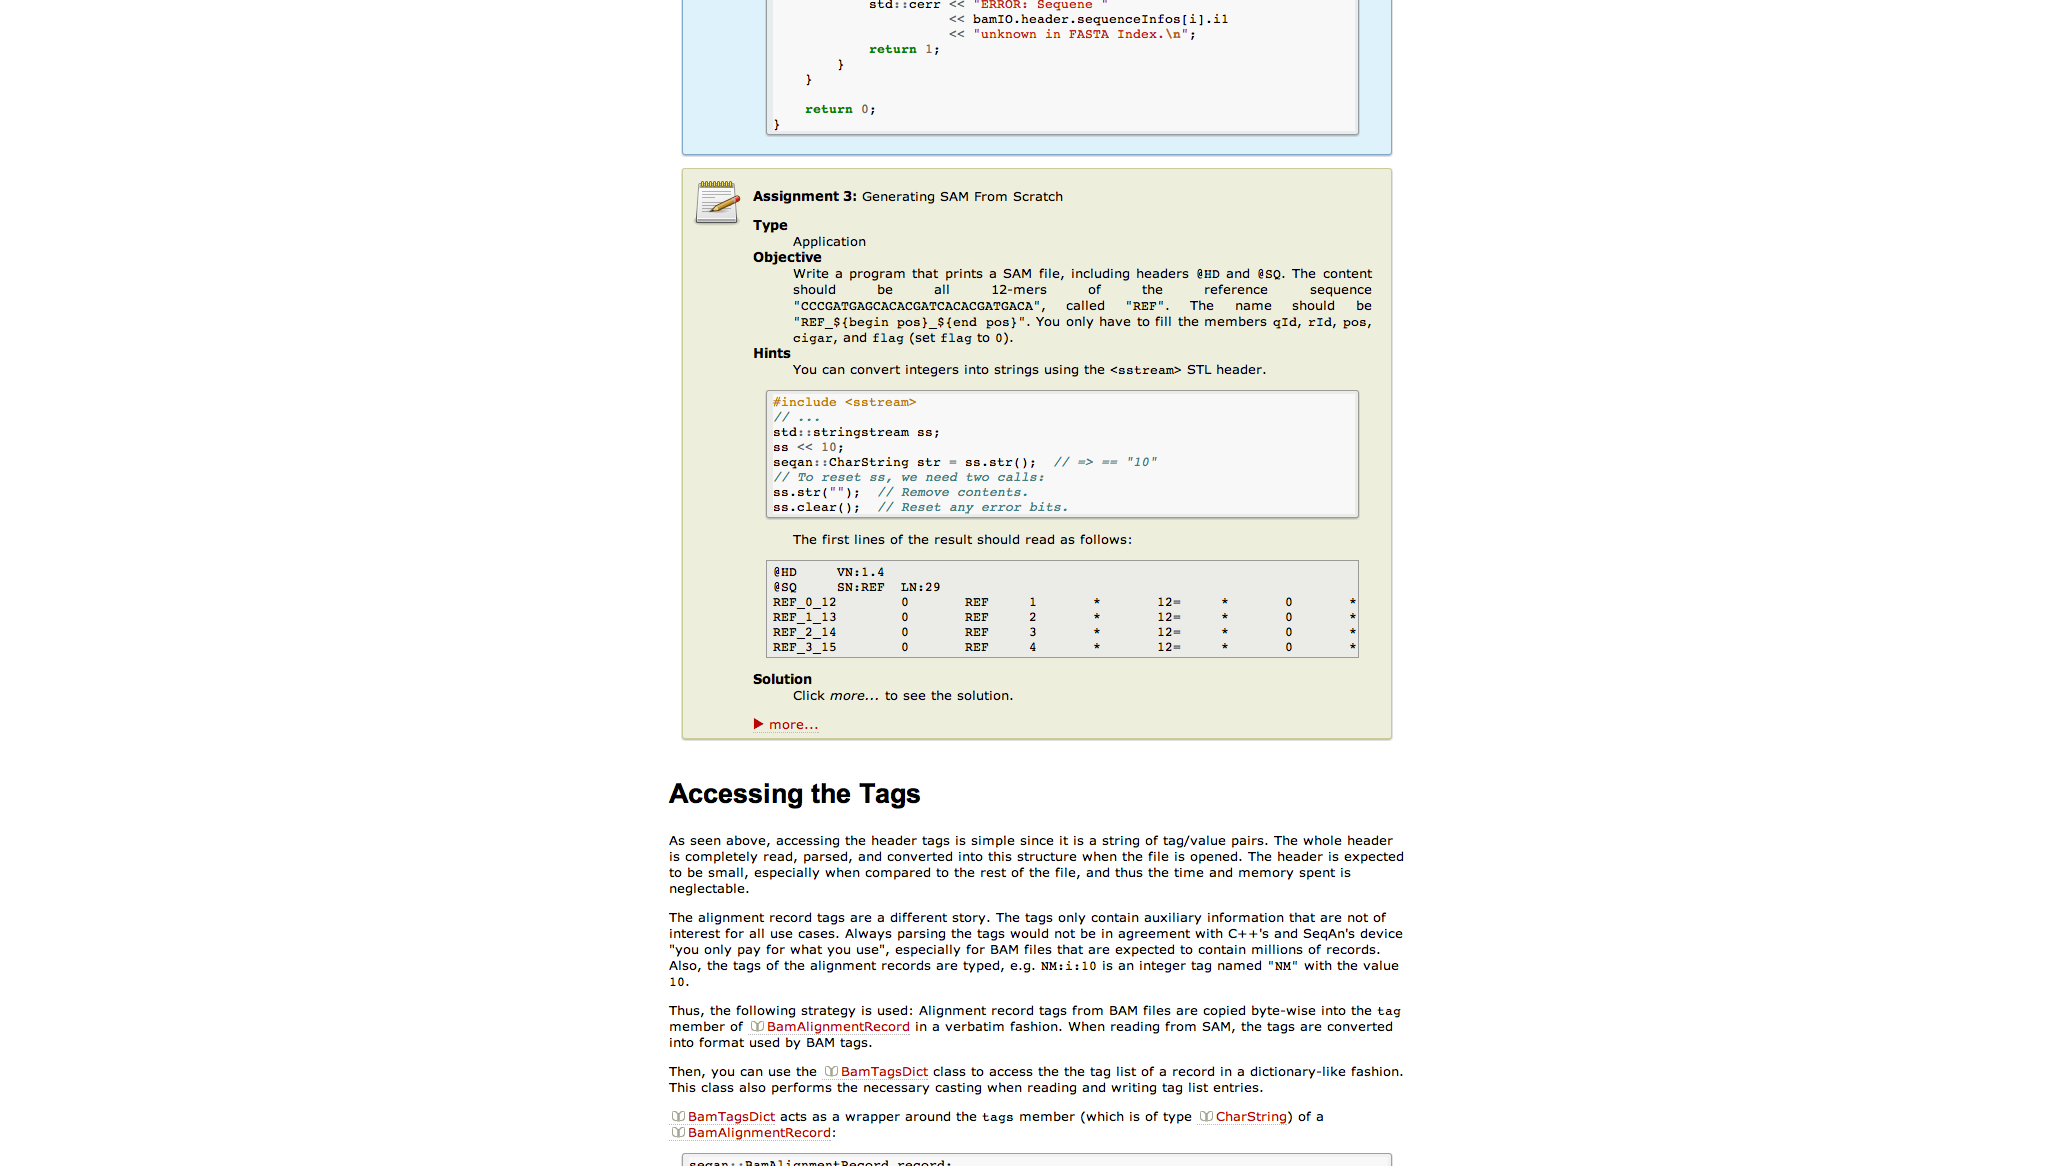 std::cerr << "ERROR: Sequene "
<< bamIO.header.sequenceInfos[i].i1
<< "unknown in FASTA Index.\n";
return 1;
}
}
return 0;
}
Assignment 3: Generating SAM From Scratch
Type
Application
Objective
Write a program that prints a SAM file, including headers @HD and @SQ. The content
should be all 12-mers of the reference sequence
"CCCGATGAGCACACGATCACACGATGACA", called "REF". The name should be
"REF_${begin pos}_${end pos}". You only have to fill the members qId, rId, pos,
cigar, and flag (set flag to 0).
Hints
You can convert integers into strings using the <sstream> STL header.
#include <sstream>
// ...
std::stringstream ss;
ss << 10;
seqan::CharString str = ss.str();  // => == "10"
// To reset ss, we need two calls:
ss.str("");  // Remove contents.
ss.clear();  // Reset any error bits.
The first lines of the result should read as follows:
@HD VN:1.4
@SQ SN:REF LN:29
REF_0_12 0 REF 1 * 12= * 0 *
REF_1_13 0 REF 2 * 12= * 0 *
REF_2_14 0 REF 3 * 12= * 0 *
REF_3_15 0 REF 4 * 12= * 0 *
Solution
Click more... to see the solution.
more...
Accessing the Tags
As seen above, accessing the header tags is simple since it is a string of tag/value pairs. The whole header
is completely read, parsed, and converted into this structure when the file is opened. The header is expected
to be small, especially when compared to the rest of the file, and thus the time and memory spent is
neglectable.
The alignment record tags are a different story. The tags only contain auxiliary information that are not of
interest for all use cases. Always parsing the tags would not be in agreement with C++'s and SeqAn's device
"you only pay for what you use", especially for BAM files that are expected to contain millions of records.
Also, the tags of the alignment records are typed, e.g. NM:i:10 is an integer tag named "NM" with the value
10.
Thus, the following strategy is used: Alignment record tags from BAM files are copied byte-wise into the tag
member of BamAlignmentRecord in a verbatim fashion. When reading from SAM, the tags are converted
into format used by BAM tags.
Then, you can use the BamTagsDict class to access the the tag list of a record in a dictionary-like fashion.
This class also performs the necessary casting when reading and writing tag list entries.
BamTagsDict acts as a wrapper around the tags member (which is of type CharString) of a
BamAlignmentRecord:
seqan::BamAlignmentRecord record;